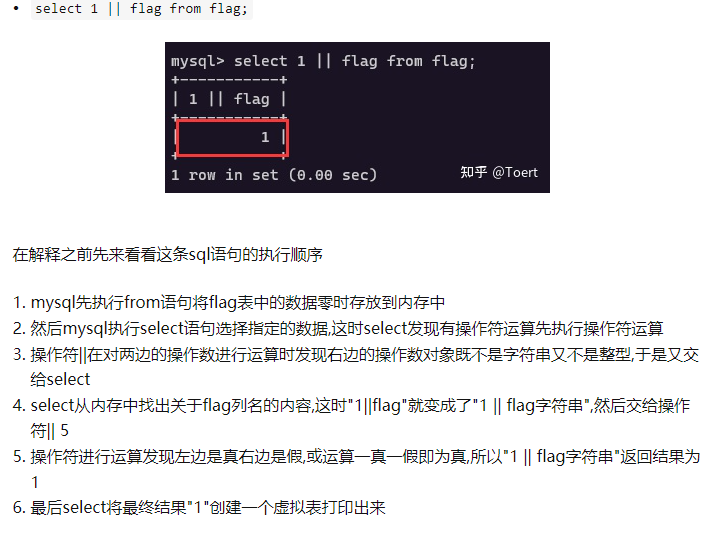 • select 1 || flag from flag;
mysql> select 1 || flag from flag;
+-----------+
| 1 || flag |
+-----------+
| 1 |
+ +
1 row in set (0.00 sec)
知乎 @Toert
在解释之前先来看看这条sql语句的执行顺序
1. mysql先执行from语句将flag表中的数据零时存放到内存中
2. 然后mysql执行select语句选择指定的数据,这时select发现有操作符运算先执行操作符运算
3. 操作符||在对两边的操作数进行运算时发现右边的操作数对象既不是字符串又不是整型,于是又交
给select
4. select从内存中找出关于flag列名的内容,这时"1||flag"就变成了"1 || flag字符串",然后交给操作
符|| 5
5. 操作符进行运算发现左边是真右边是假,或运算一真一假即为真,所以"1 || flag字符串"返回结果为
1
6. 最后select将最终结果"1"创建一个虚拟表打印出来